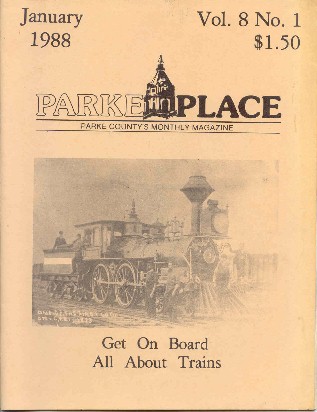 January
1988
Vol. 8 No. 1
$1.50
PARKE PLACE
PARKE COUNTY'S MONTHLY MAGAZINE
Get On Board
All About Trains